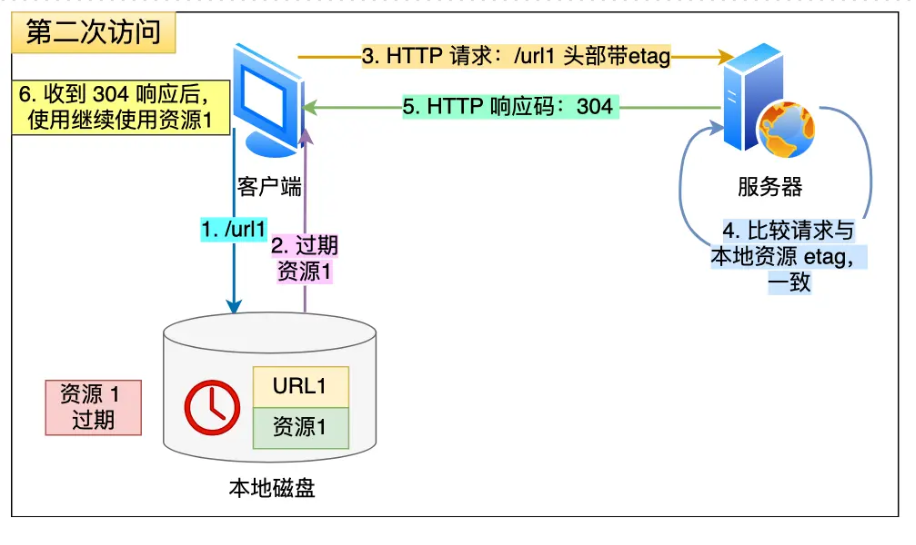 第二次访问
3. HTTP 请求：/url1 头部带etag
6. 收到 304 响应后，
使用继续使用资源1
5. HTTP 响应码：304
客户端
服务器
1. /url1
2. 过期
资源1
4. 比较请求与
本地资源 etag，
一致
资源 1
过期
URL1
资源1
本地磁盘